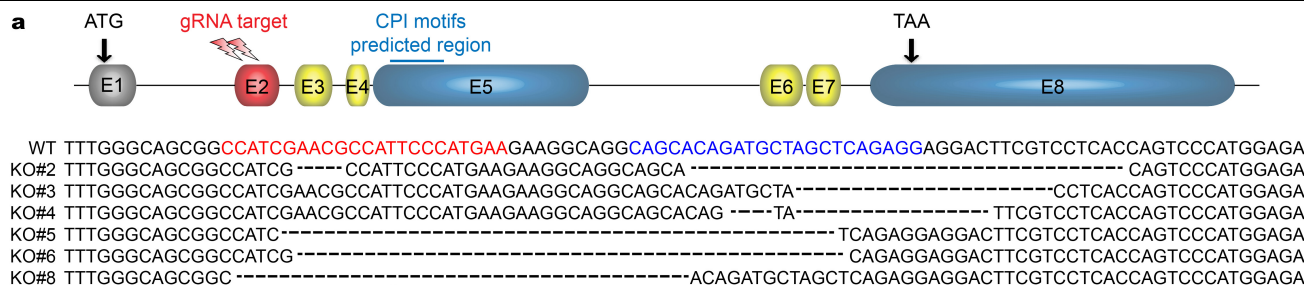 a ATG gRNA target CPI motifs TAA
predicted region
E1 E2 E3 E4 E5 E6 E7 E8
WT TTTGGGCAGCGGCCATCGAACGCCATTCCCATGAAGAAGGCAGGCAGCACAGATGCTAGCTCAGAGGAGGACTTCGTCCTCACCAGTCCCATGGAGA
KO#2 TTTGGGCAGCGGCCATCG-----CCATTCCCATGAAGAAGGCAGGCAGCA---------------------------------------CAGTCCCATGGAGA
KO#3 TTTGGGCAGCGGCCATCGAACGCCATTCCCATGAAGAAGGCAGGCAGCACAGATGCTA-----------------------CCTCACCAGTCCCATGGAGA
KO#4 TTTGGGCAGCGGCCATCGAACGCCATTCCCATGAAGAAGGCAGGCAGCACAG ----TA------------------TTCGTCCTCACCAGTCCCATGGAGA
KO#5 TTTGGGCAGCGGCCATC--------------------------------------------------TCAGAGGAGGACTTCGTCCTCACCAGTCCCATGGAGA
KO#6 TTTGGGCAGCGGCCATCG-------------------------------------------------CAGAGGAGGACTTCGTCCTCACCAGTCCCATGGAGA
KO#8 TTTGGGCAGCGGC-----------------------------------------ACAGATGCTAGCTCAGAGGAGGACTTCGTCCTCACCAGTCCCATGGAGA